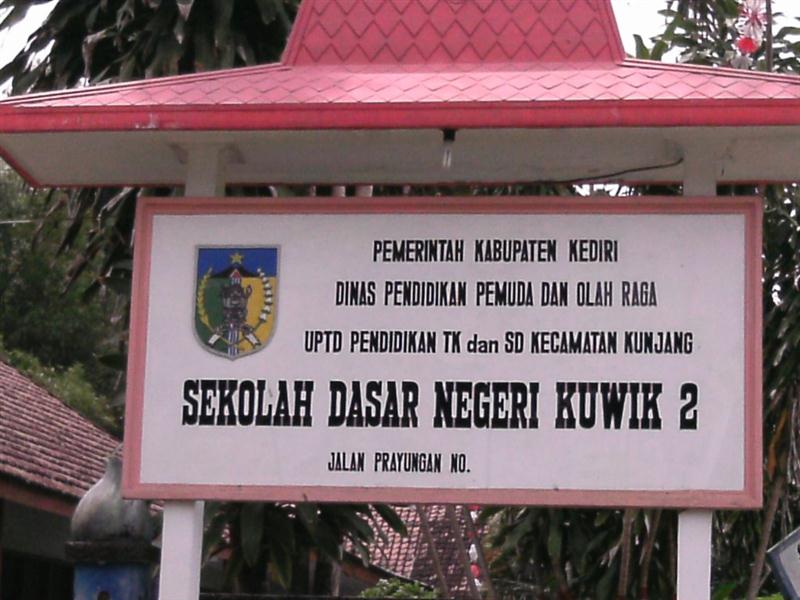 PEMERINTAH KABUPATEN KEDIRI
DINAS PENDIDIKAN PEMUDA DAN OLAH RAGA
UPTD PENDIDIKAN TK dan SD KECAMATAN KUNJANG
SEKOLAH DASAR NEGERI KUWIK 2
JALAN PRAYUNGAN NO.